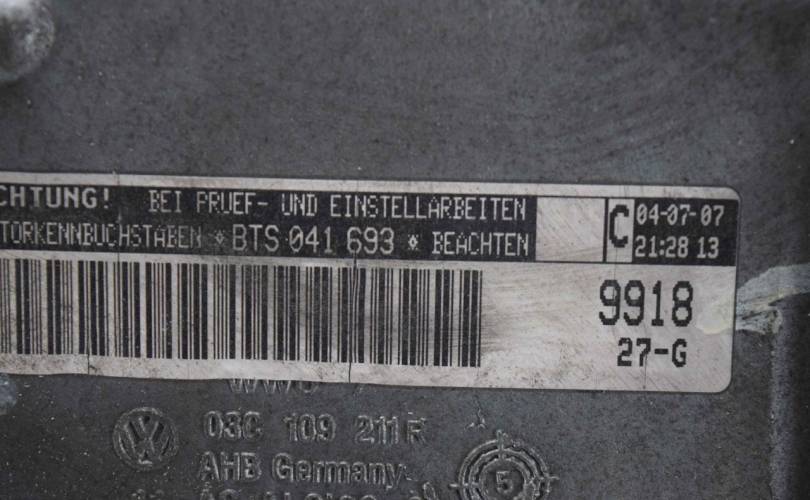 CHTUNG! BEI PRUEF- UND EINSTELLARBEITEN
TORKENNBUCHSTABEN * BTS 041 693 * BEACHTEN
C 04-07-07
21:28 13
9918
27-G
03C 109 211 R
AHB Germany
5